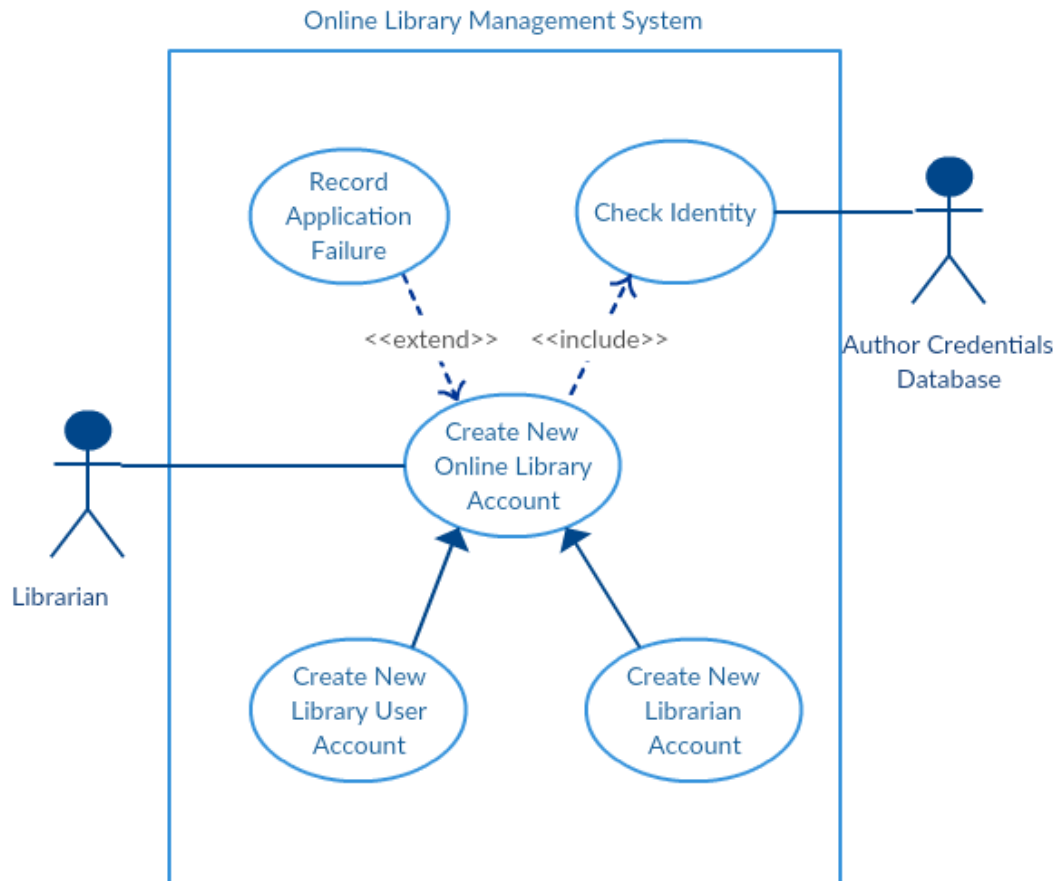 Online Library Management System
Record
Application
Failure
Check Identity
<<extend>>
<<include>>
Author Credentials
Database
Create New
Online Library
Account
Librarian
Create New
Library User
Account
Create New
Librarian
Account